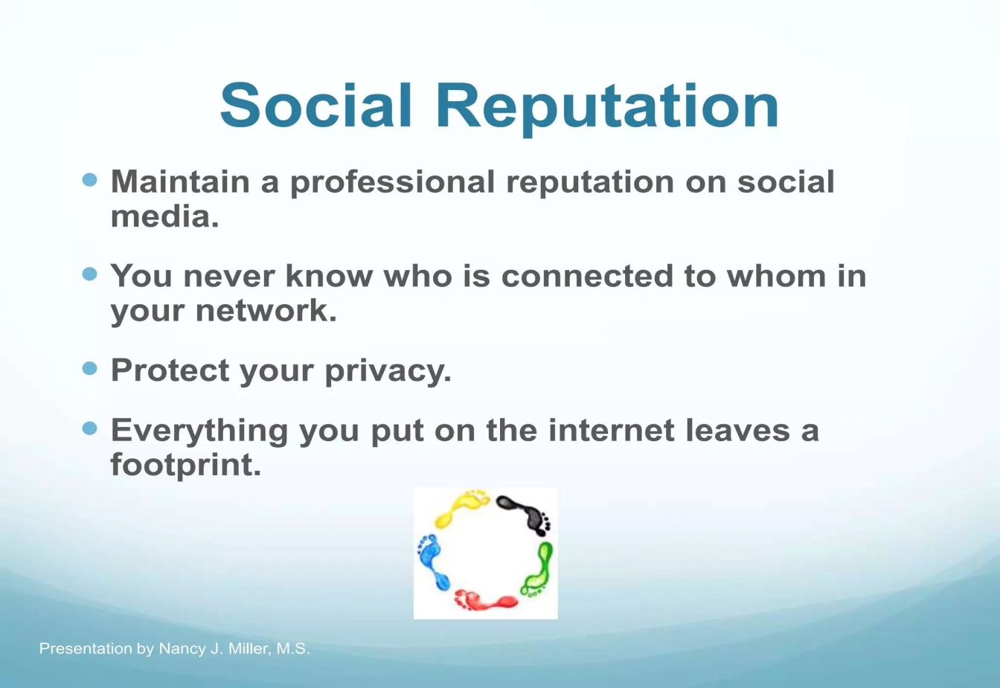 Social Reputation
Maintain a professional reputation on social
media.
You never know who is connected to whom in
your network.
Protect your privacy.
Everything you put on the internet leaves a
footprint.
Presentation by Nancy J. Miller, M.S.